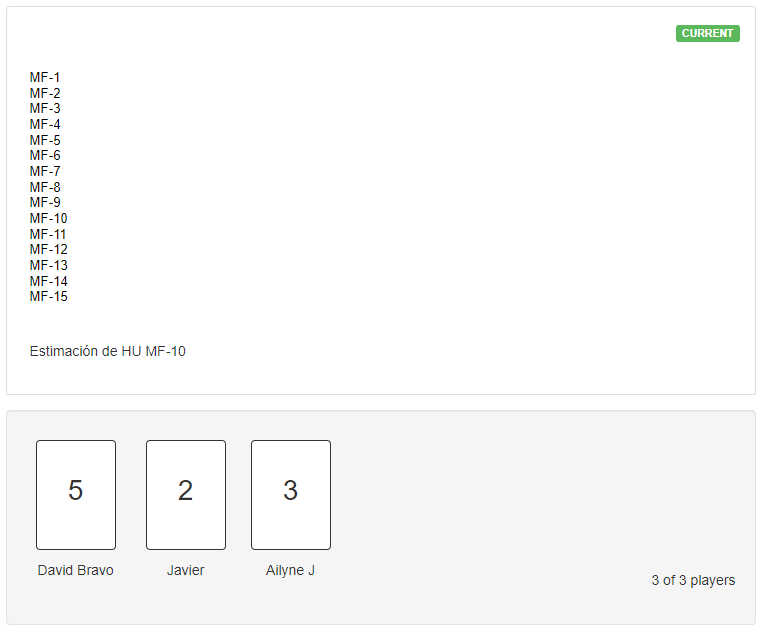 CURRENT
MF-1
MF-2
MF-3
MF-4
MF-5
MF-6
MF-7
MF-8
MF-9
MF-10
MF-11
MF-12
MF-13
MF-14
MF-15
Estimación de HU MF-10
5 2 3
David Bravo Javier Ailyne J
3 of 3 players